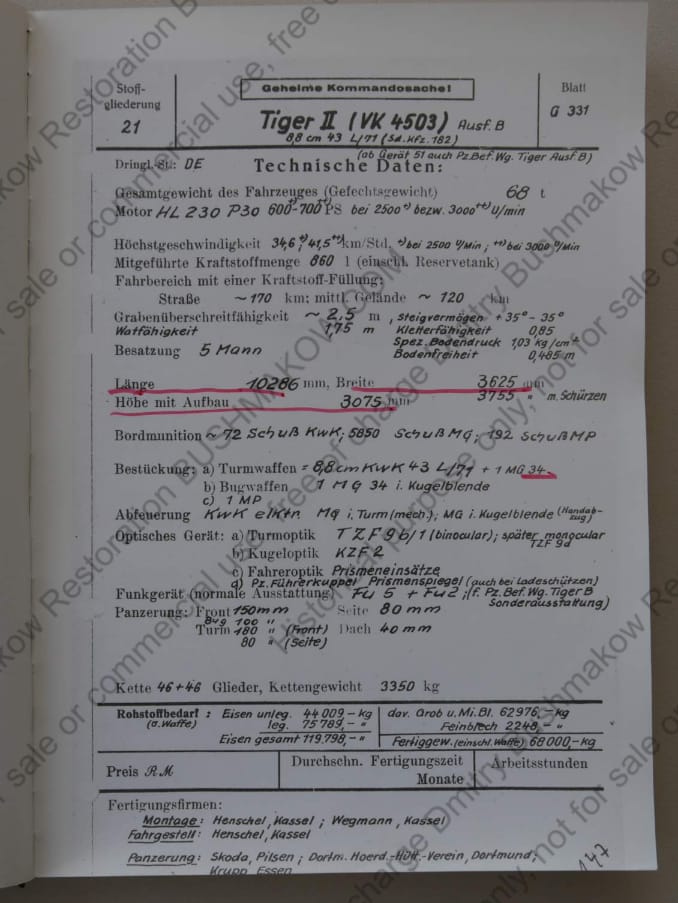 Stoff-
gliederung
21
Geheime Kommandosache!
Tiger II (VK 4503) Ausf. B
8,8 cm 43 L/71 (Sd.Kfz. 182)
(ab Gerät 51 auch Pz.Bef.Wg. Tiger Ausf. B)
Blatt
G 331
Dringl.-St.: DE
Technische Daten:
Gesamtgewicht des Fahrzeuges (Gefechtsgewicht) 68 t
Motor HL 230 P30 600+)-700++) PS bei 2500+) bezw. 3000++) U/min
Höchstgeschwindigkeit 34,6+); 41,5++) km/Std. +) bei 2500 U/min; ++) bei 3000 U/min
Mitgeführte Kraftstoffmenge 860 l (einschl. Reservetank)
Fahrbereich mit einer Kraftstoff-Füllung:
Straße ~170 km: mittl. Gelände ~ 120 km
Grabenüberschreitfähigkeit ~ 2,5 m, Steigvermögen + 35° - 35°
Watfähigkeit 1,75 m Kletterfähigkeit 0,85
Spez. Bodendruck 1,03 kg/cm²
Besatzung 5 Mann Bodenfreiheit 0,485 m
Länge 10286 mm, Breite 3625 mm
3755 " m. Schürzen
Höhe mit Aufbau 3075 mm
Bordmunition ~ 72 Schuß KwK; 5850 Schuß MG; 192 Schuß MP
Bestückung: a) Turmwaffen = 8,8 cm KwK 43 L/71 + 1 MG 34.
b) Bugwaffen 1 MG 34 i. Kugelblende
c) 1 MP
Abfeuerung KwK elktr. MG i. Turm (mech.); MG i. Kugelblende (Handab-
zug)
Optisches Gerät: a) Turmoptik TZF 9b/1 (binocular); später monocular
TZF 9d
b) Kugeloptik KZF 2
c) Fahreroptik Prismeneinsätze
d) Pz. Führerkuppel Prismenspiegel (auch bei Ladeschützen)
Funkgerät (normale Ausstattung) Fu 5 + Fu 2; (f. Pz.Bef.Wg. Tiger B
Sonderausstattung)
Panzerung: Front 150 mm Seite 80 mm
Bug 100 "
Turm 180 " (Front) Dach 40 mm
80 " (Seite)
Kette 46+46 Glieder, Kettengewicht 3350 kg
Rohstoffbedarf: Eisen unleg. 44 009,- kg dav. Grob u. Mi. Bl. 62976,- kg
(o. Waffe) leg. 75 789,- " Feinblech 2248,- "
Eisen gesamt 119.798,- " Fertiggew. (einschl. Waffe) 68 000,- kg
Preis RM Durchschn. Fertigungszeit Arbeitsstunden
Monate
Fertigungsfirmen:
Montage: Henschel, Kassel; Wegmann, Kassel
Fahrgestell: Henschel, Kassel
Panzerung: Skoda, Pilsen; Dortm. Hoerd.-Hütt.-Verein, Dortmund;
Krupp Essen
147